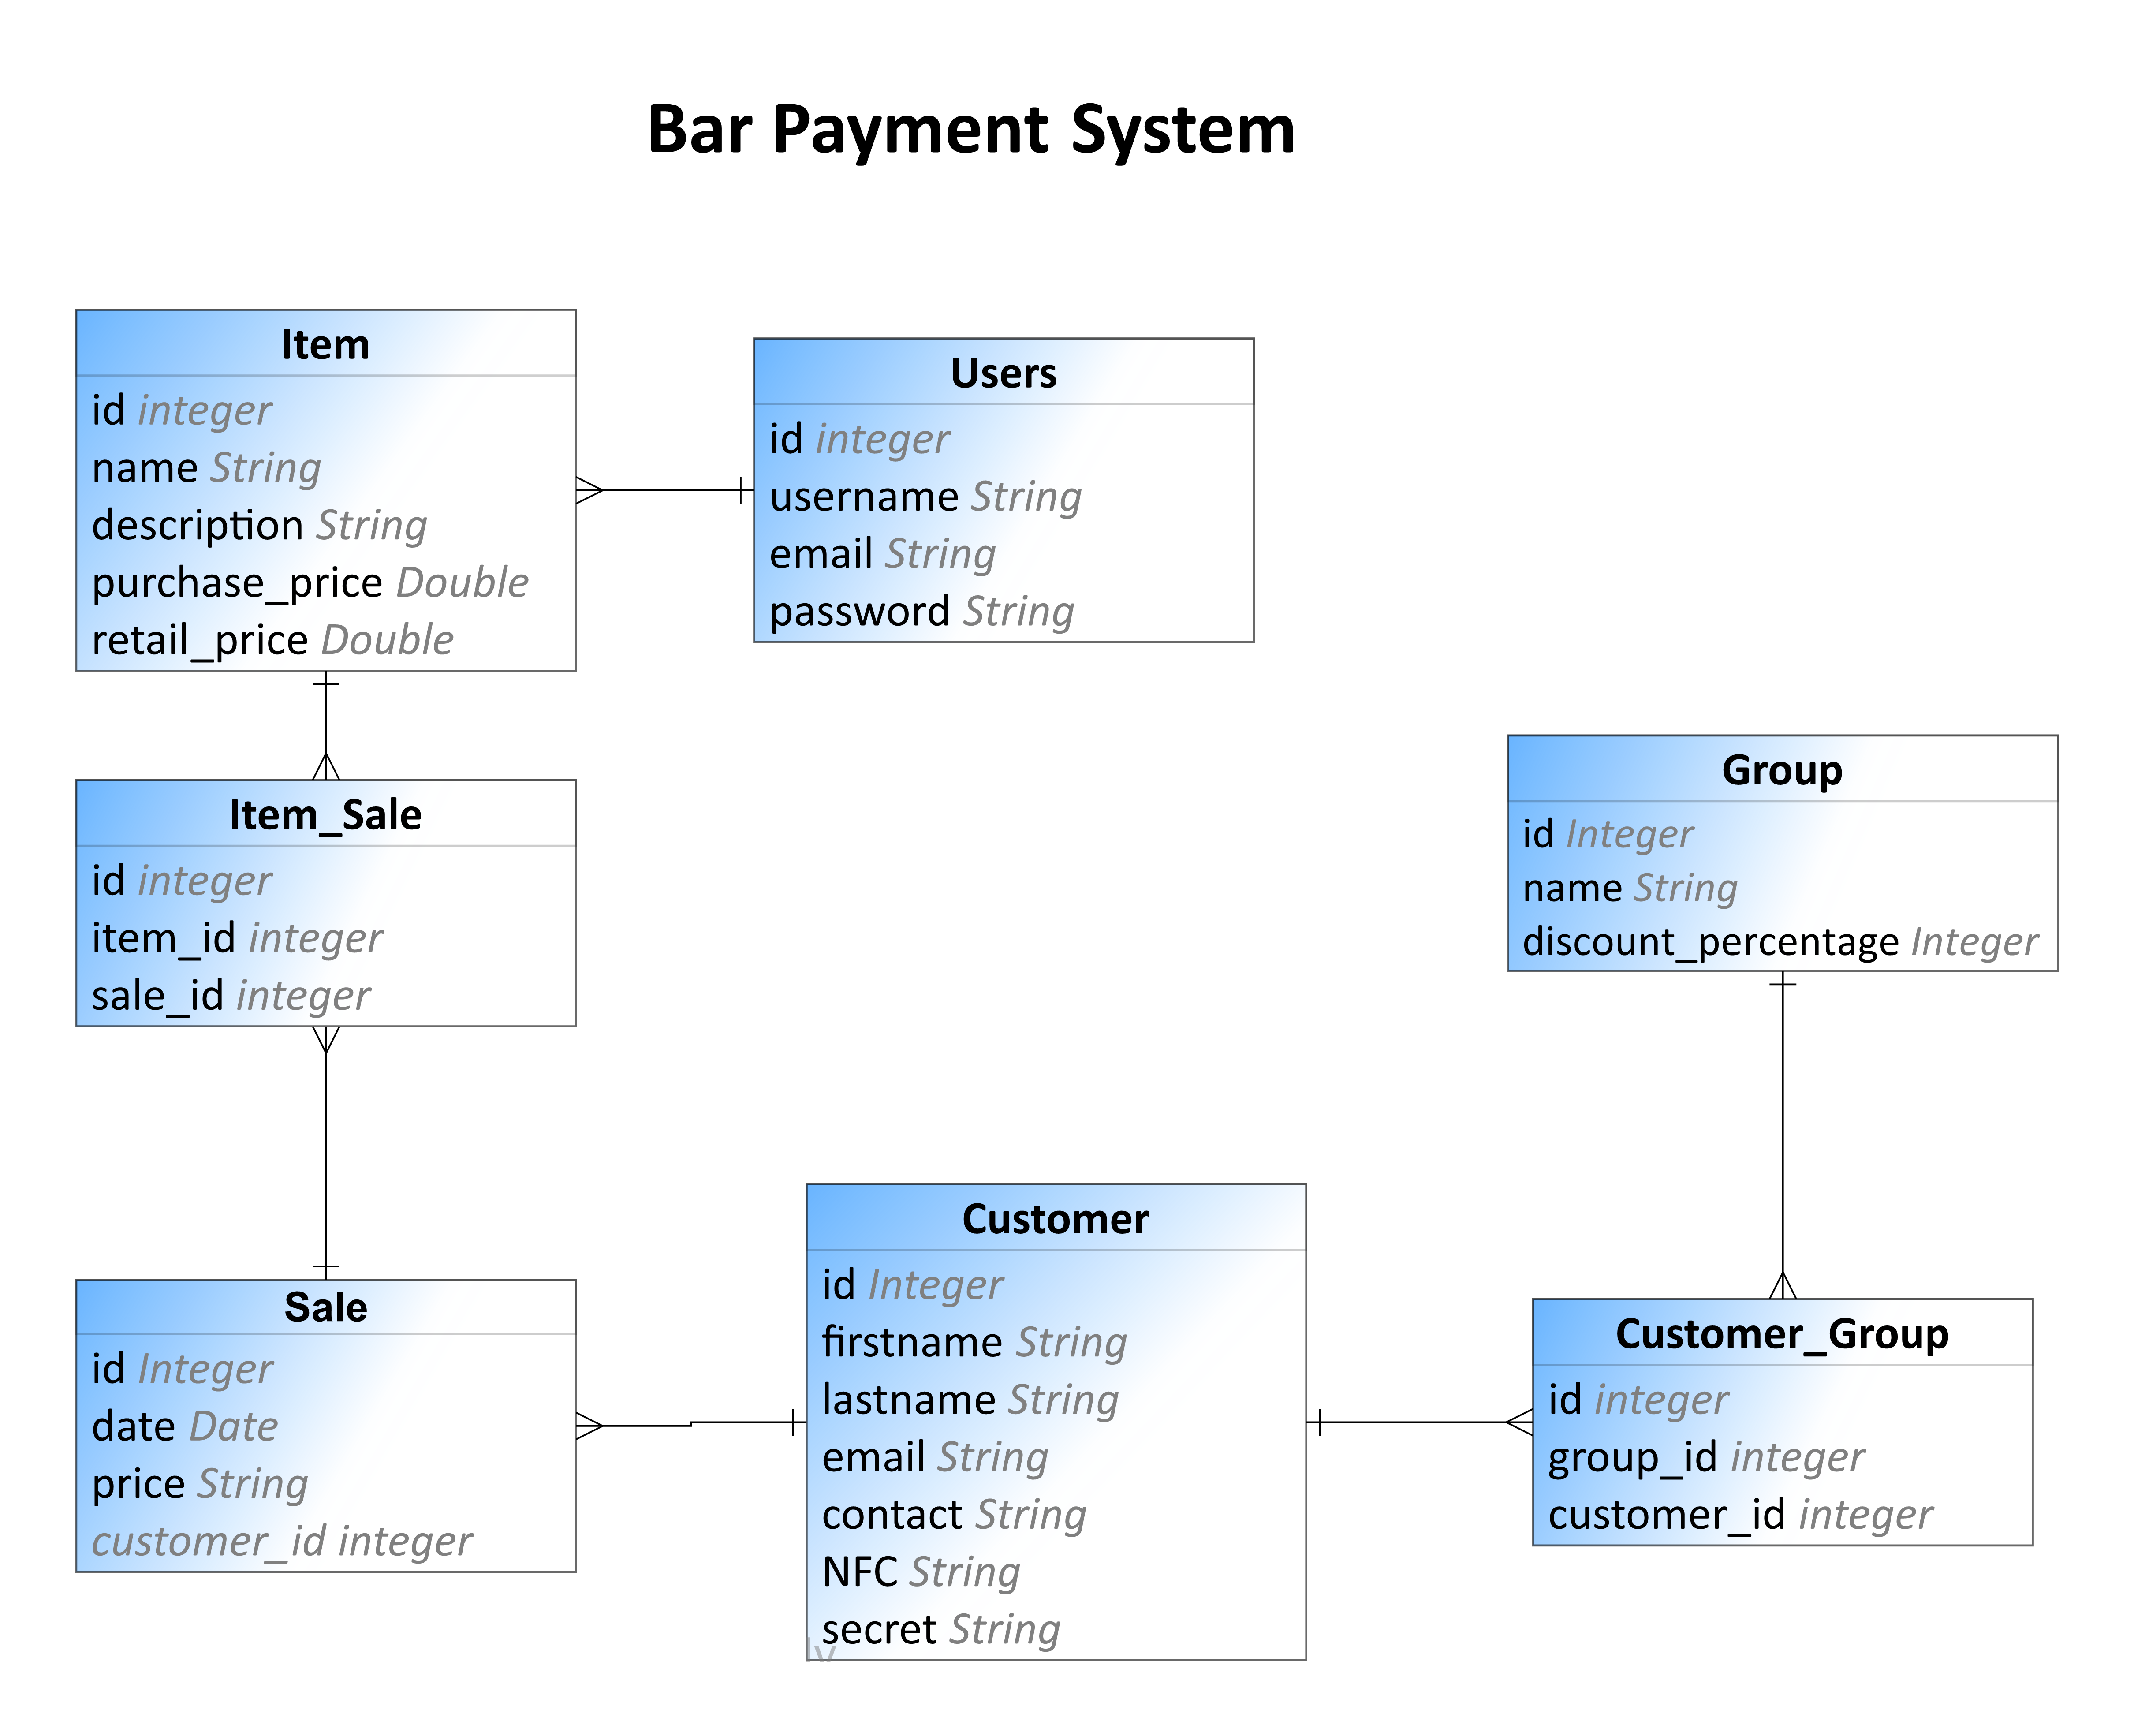 Bar Payment System
Item
id integer
name String
description String
purchase_price Double
retail_price Double
Users
id integer
username String
email String
password String
Item_Sale
id integer
item_id integer
sale_id integer
Group
id Integer
name String
discount_percentage Integer
Sale
id Integer
date Date
price String
customer_id integer
Customer
id Integer
firstname String
lastname String
email String
contact String
NFC String
secret String
Customer_Group
id integer
group_id integer
customer_id integer